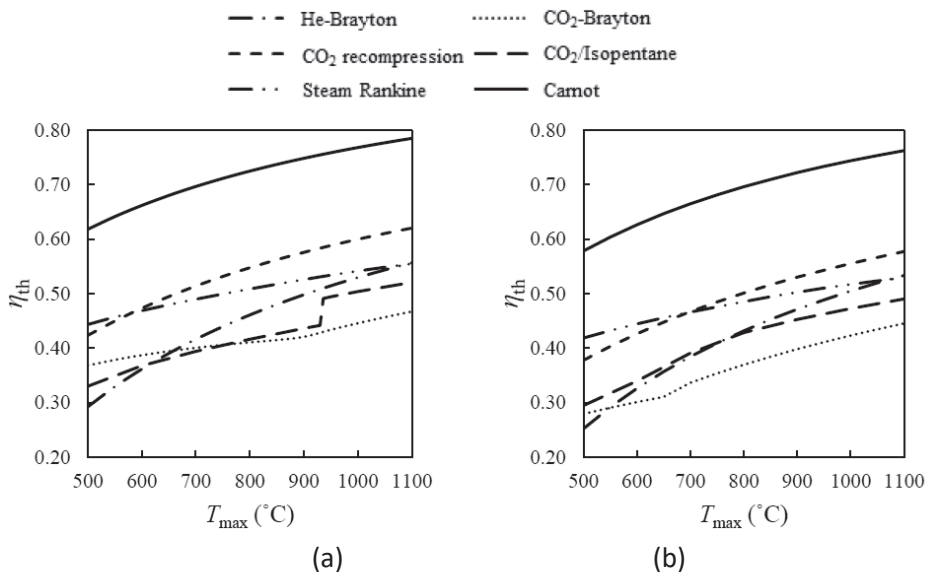 He-Brayton CO₂-Brayton
CO₂ recompression CO₂/Isopentane
Steam Rankine Carnot
0.80
0.70
0.60
0.50
0.40
0.30
0.20
ηth
500 600 700 800 900 1000 1100
Tmax (˚C)
(a)
0.80
0.70
0.60
0.50
0.40
0.30
0.20
ηth
500 600 700 800 900 1000 1100
Tmax (˚C)
(b)